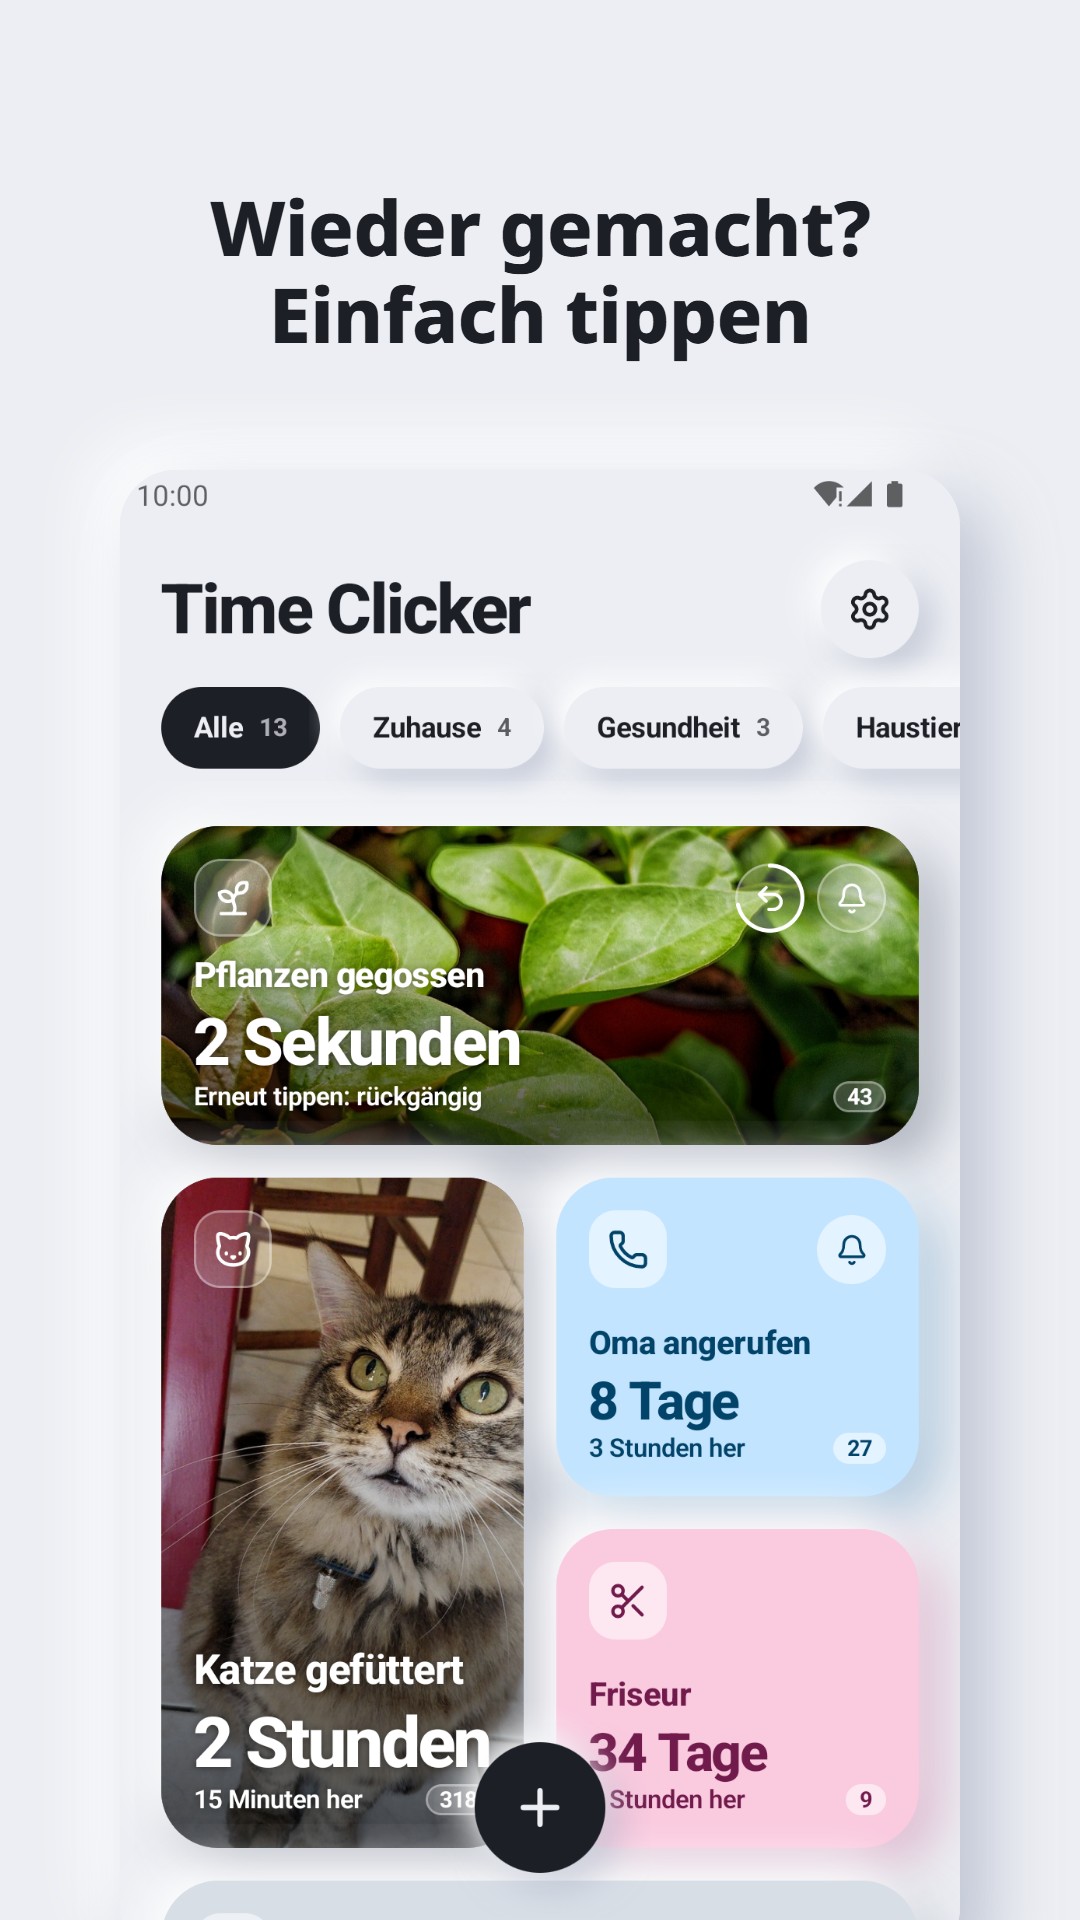 Wieder gemacht?
Einfach tippen
10:00
Time Clicker
Alle 13
Zuhause 4
Gesundheit 3
Haustier
Pflanzen gegossen
2 Sekunden
Erneut tippen: rückgängig
43
Katze gefüttert
2 Stunden
15 Minuten her
318
Oma angerufen
8 Tage
3 Stunden her
27
Friseur
34 Tage
Stunden her
9